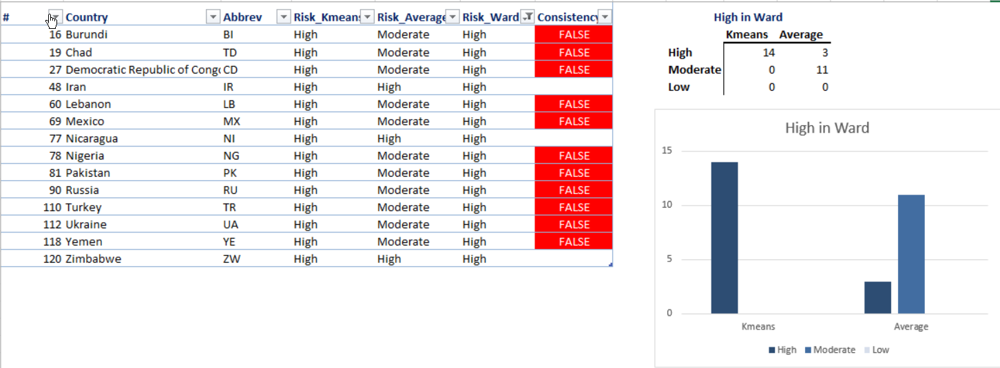 # Country Abbrev Risk_Kmeans Risk_Average Risk_Ward Consistency
16 Burundi BI High Moderate High FALSE
19 Chad TD High Moderate High FALSE
27 Democratic Republic of Cong CD High Moderate High FALSE
48 Iran IR High High High
60 Lebanon LB High Moderate High FALSE
69 Mexico MX High Moderate High FALSE
77 Nicaragua NI High High High
78 Nigeria NG High Moderate High FALSE
81 Pakistan PK High Moderate High FALSE
90 Russia RU High Moderate High FALSE
110 Turkey TR High Moderate High FALSE
112 Ukraine UA High Moderate High FALSE
118 Yemen YE High Moderate High FALSE
120 Zimbabwe ZW High High High
High in Ward
Kmeans Average
High 14 3
Moderate 0 11
Low 0 0
High in Ward
15
10
5
0
Kmeans Average
High Moderate Low